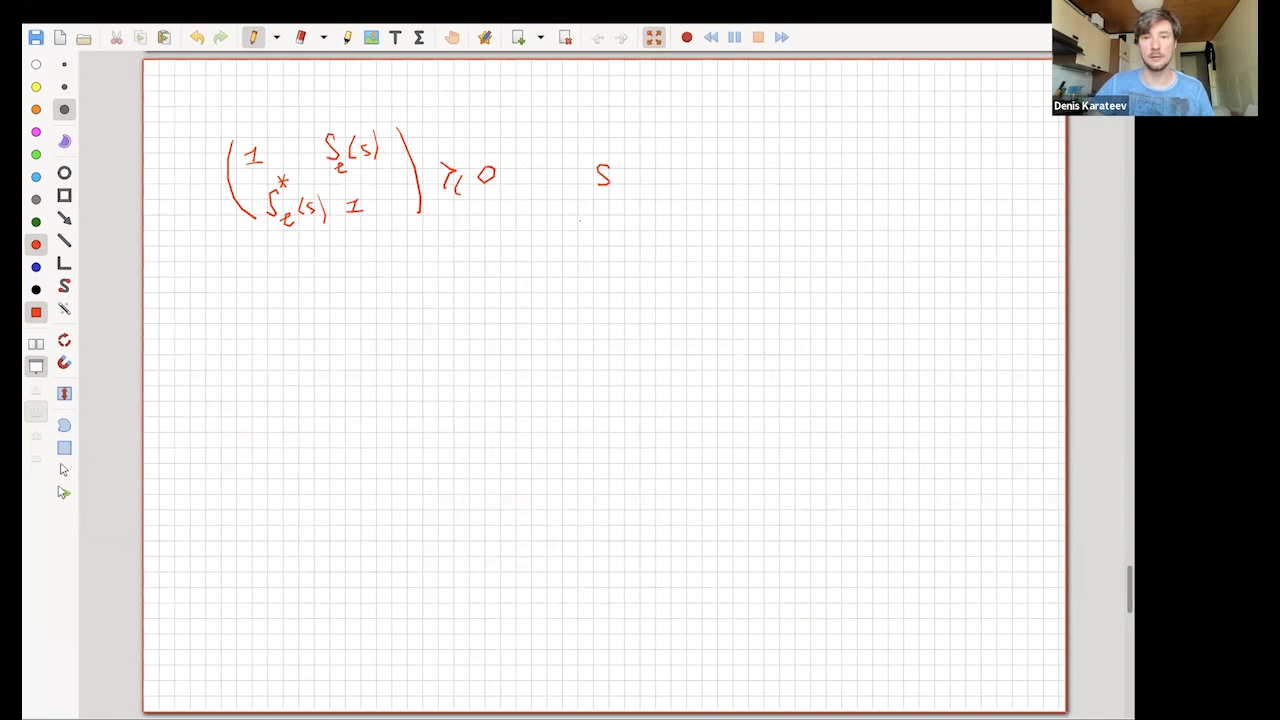 ( 1 S_ℓ(s) ) ⩾ 0 S
( S*_ℓ(s) 1 )
Denis Karateev